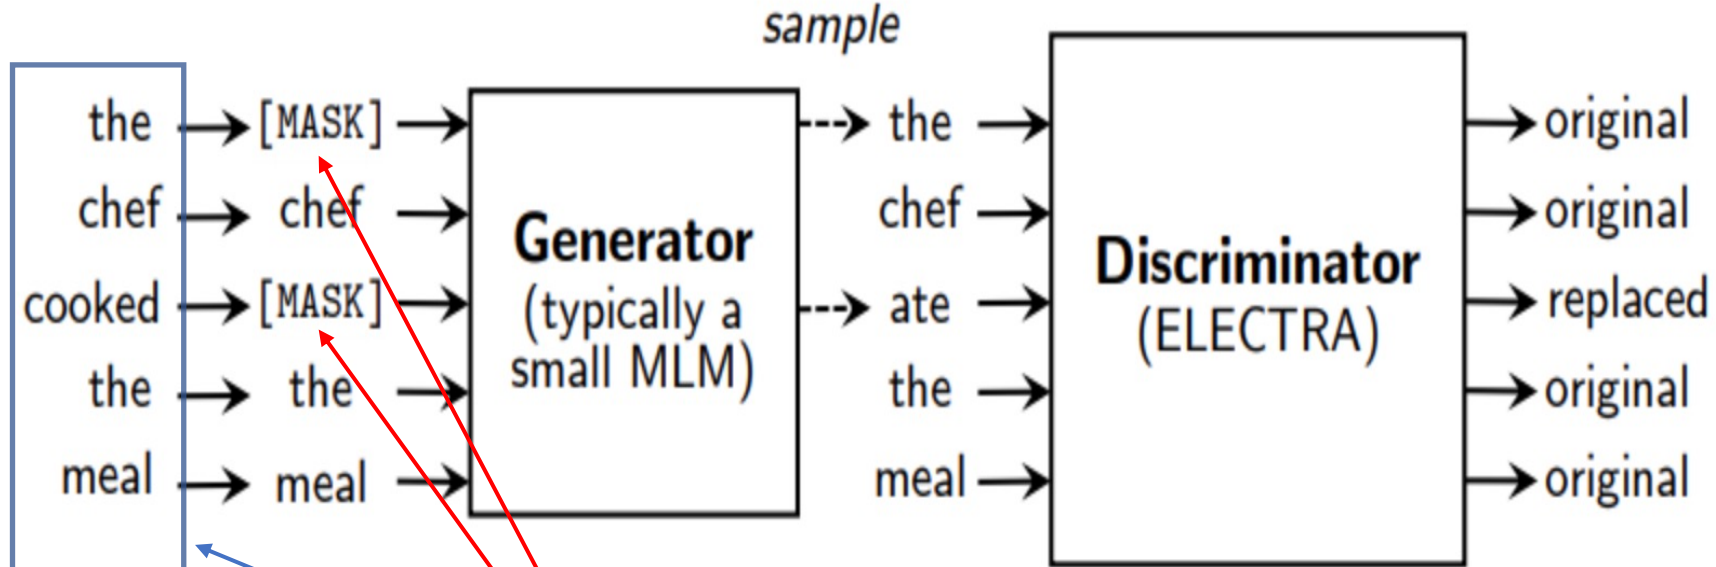 sample
the [MASK] the original
chef chef chef original
cooked [MASK] ate replaced
the the the original
meal meal meal original
Generator
(typically a
small MLM)
Discriminator
(ELECTRA)